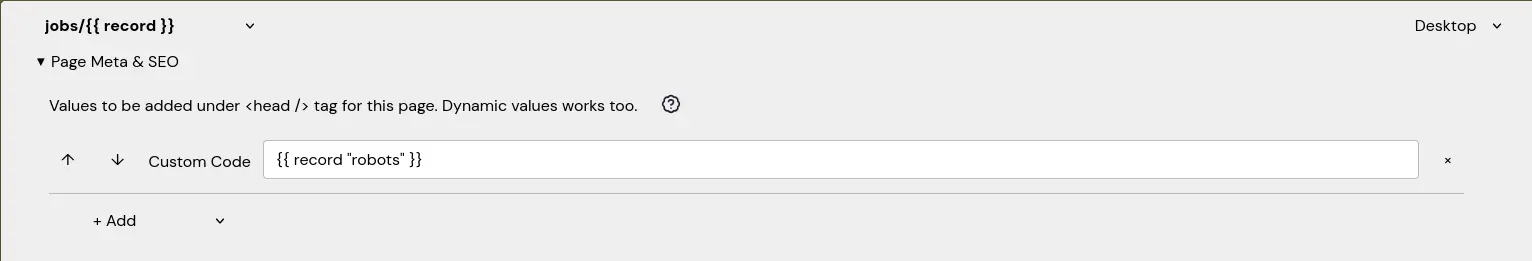 jobs/{{ record }}
Desktop
▼ Page Meta & SEO
Values to be added under <head /> tag for this page. Dynamic values works too.
Custom Code {{ record "robots" }} ×
+ Add